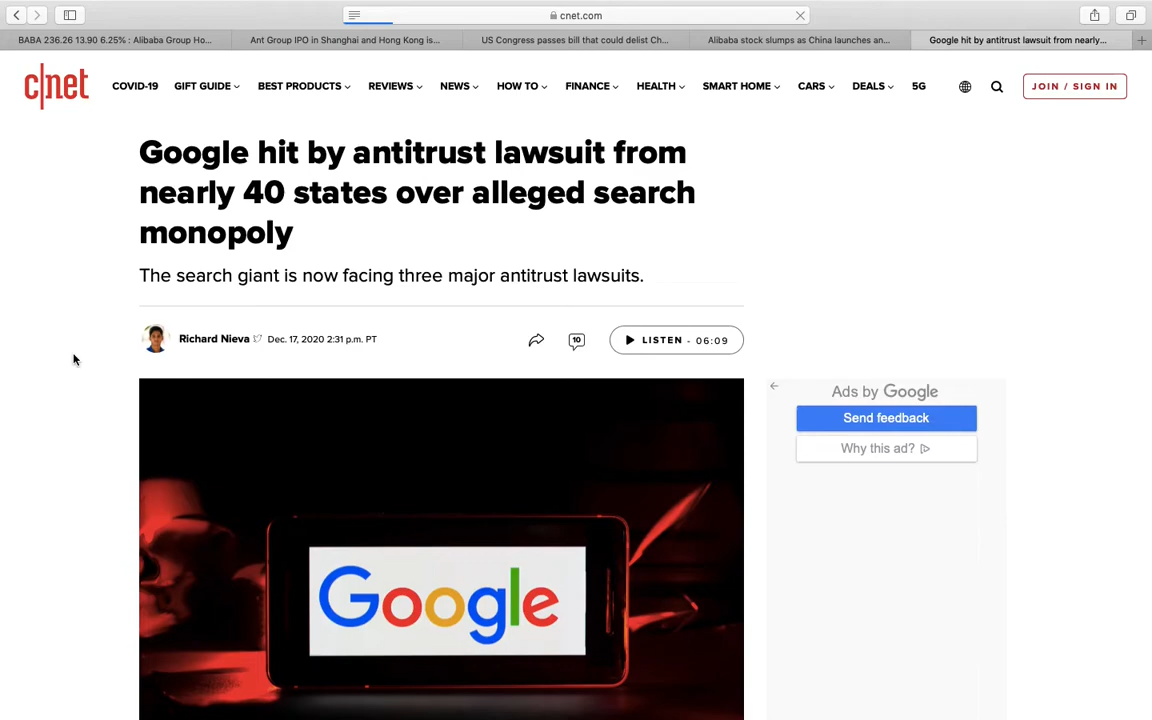 cnet.com
BABA 236.26 13.90 6.25% : Alibaba Group Ho...
Ant Group IPO in Shanghai and Hong Kong is...
US Congress passes bill that could delist Ch...
Alibaba stock slumps as China launches an...
Google hit by antitrust lawsuit from nearly...
c|net
COVID-19
GIFT GUIDE
BEST PRODUCTS
REVIEWS
NEWS
HOW TO
FINANCE
HEALTH
SMART HOME
CARS
DEALS
5G
JOIN / SIGN IN
Google hit by antitrust lawsuit from
nearly 40 states over alleged search
monopoly
The search giant is now facing three major antitrust lawsuits.
Richard Nieva
Dec. 17, 2020 2:31 p.m. PT
10
LISTEN - 06:09
Ads by Google
Send feedback
Why this ad?
Google